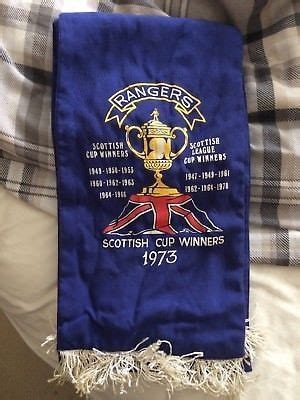 RANGERS
SCOTTISH
CUP WINNERS
1949-1950-1953
1960-1962-1963
1964-1966
SCOTTISH
LEAGUE
CUP WINNERS
1947-1949-1961
1962-1964-1970
SCOTTISH CUP WINNERS
1973